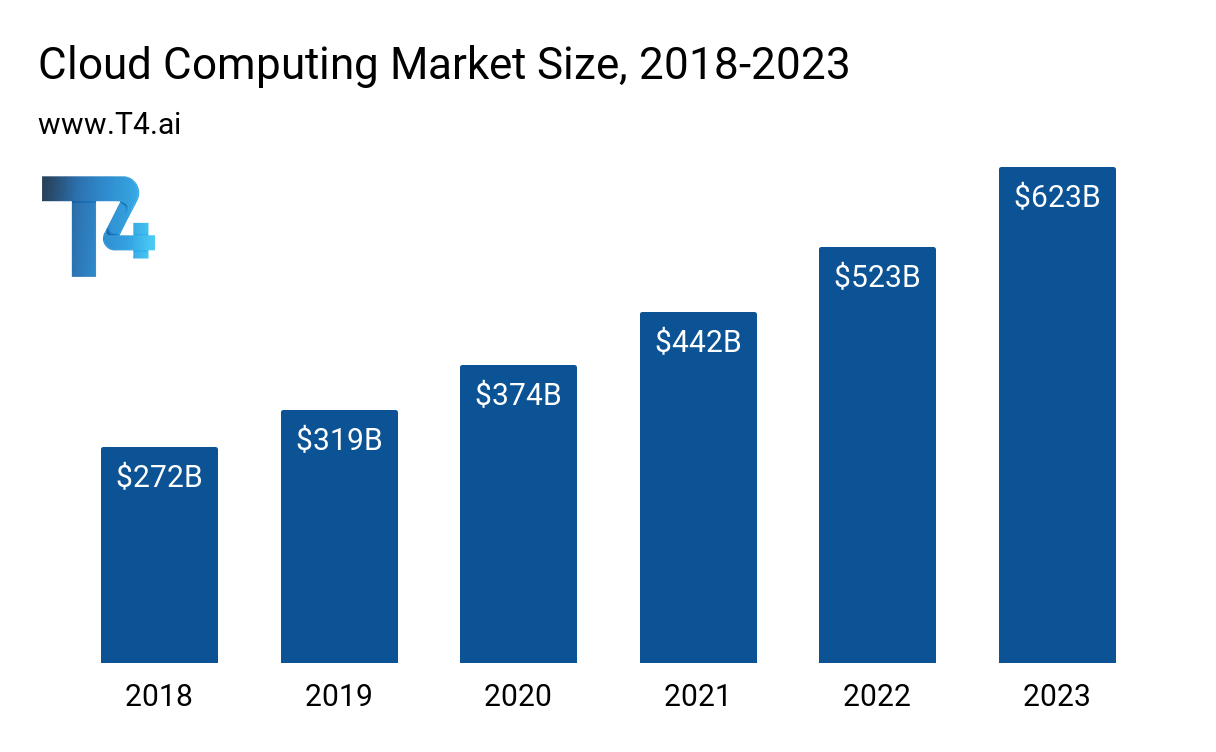 Cloud Computing Market Size, 2018-2023
www.T4.ai
T4
$272B
$319B
$374B
$442B
$523B
$623B
2018 2019 2020 2021 2022 2023